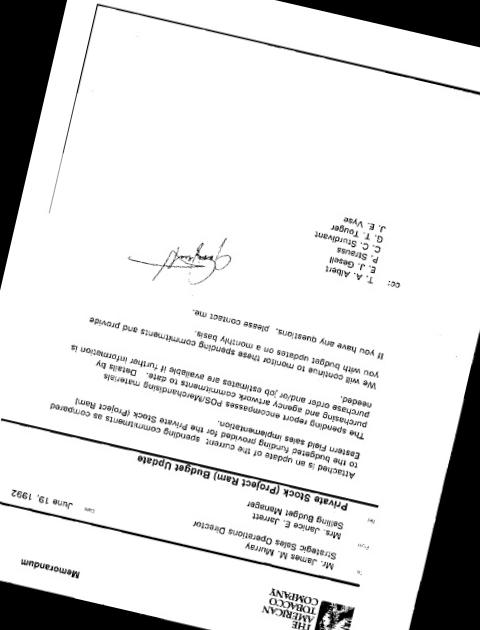 THE
AMERICAN
TOBACCO
COMPANY
Memorandum
To
Mr. James M. Murray
Strategic Sales Operations Director
Date
June 19, 1992
From
Mrs. Janice E. Jarrett
Selling Budget Manager
Re:
Private Stock (Project Ram) Budget Update
Attached is an update of the current spending commitments as compared
to the budgeted funding provided for the Private Stock (Project Ram)
Eastern Field sales implementation.
The spending report encompasses POS/Merchandising materials
purchasing and agency artwork commitments to date. Details by
purchase order and/or job estimates are available if further information is
needed.
We will continue to monitor these spending commitments and provide
you with budget updates on a monthly basis.
If you have any questions, please contact me.
cc:
T. A. Albert
E. J. Gesell
P. Strauss
C. C. Sturdivant
G. T. Touger
J. E. Vyse